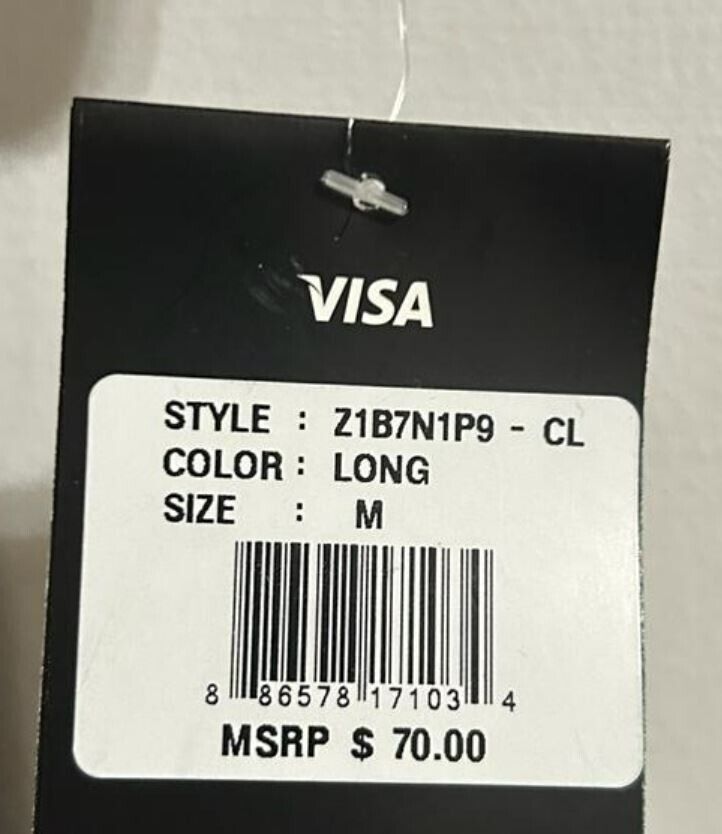 VISA
STYLE : Z1B7N1P9 - CL
COLOR : LONG
SIZE : M
8 86578 17103 4
MSRP $ 70.00